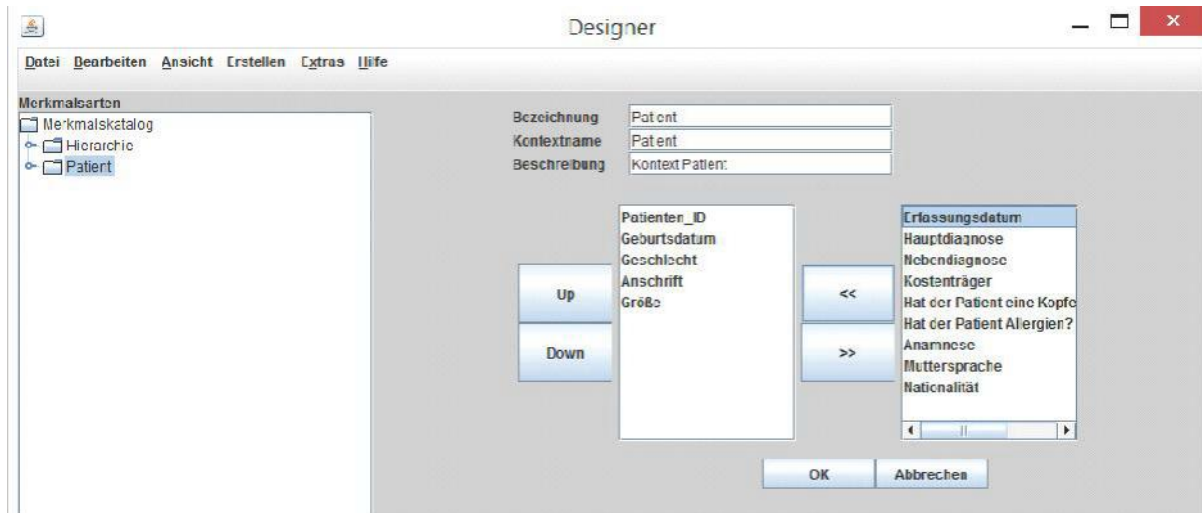 Designer
Datei Bearbeiten Ansicht Erstellen Extras Hilfe
Merkmalsarten
Merkmalskatalog
Hierarchie
Patient
Bezeichnung Patient
Kontextname Patient
Beschreibung Kontext Patient
Patienten_ID
Geburtsdatum
Geschlecht
Anschrift
Größe
Up
Down
<<
>>
Erfassungsdatum
Hauptdiagnose
Nebendiagnose
Kostenträger
Hat der Patient eine Kopfe
Hat der Patient Allergien?
Anamnese
Muttersprache
Nationalität
OK Abbrechen